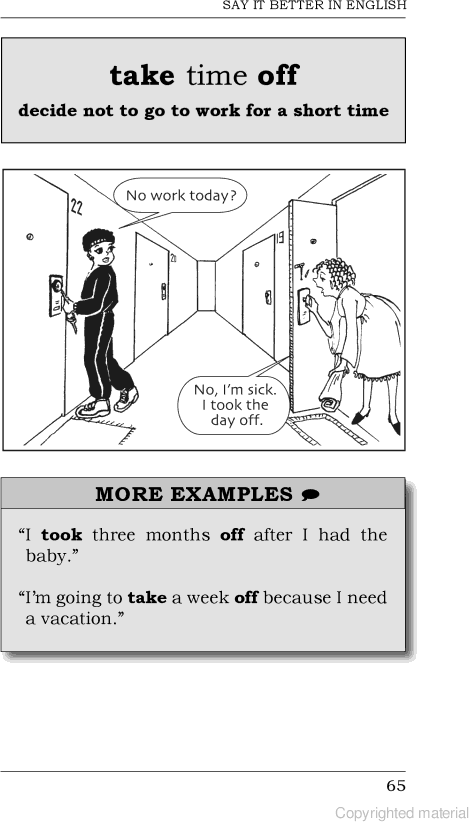 SAY IT BETTER IN ENGLISH
take time off
decide not to go to work for a short time
No work today?
22
21
19
No, I'm sick.
I took the
day off.
MORE EXAMPLES
“I took three months off after I had the
baby.”
“I'm going to take a week off because I need
a vacation.”
65
Copyrighted material